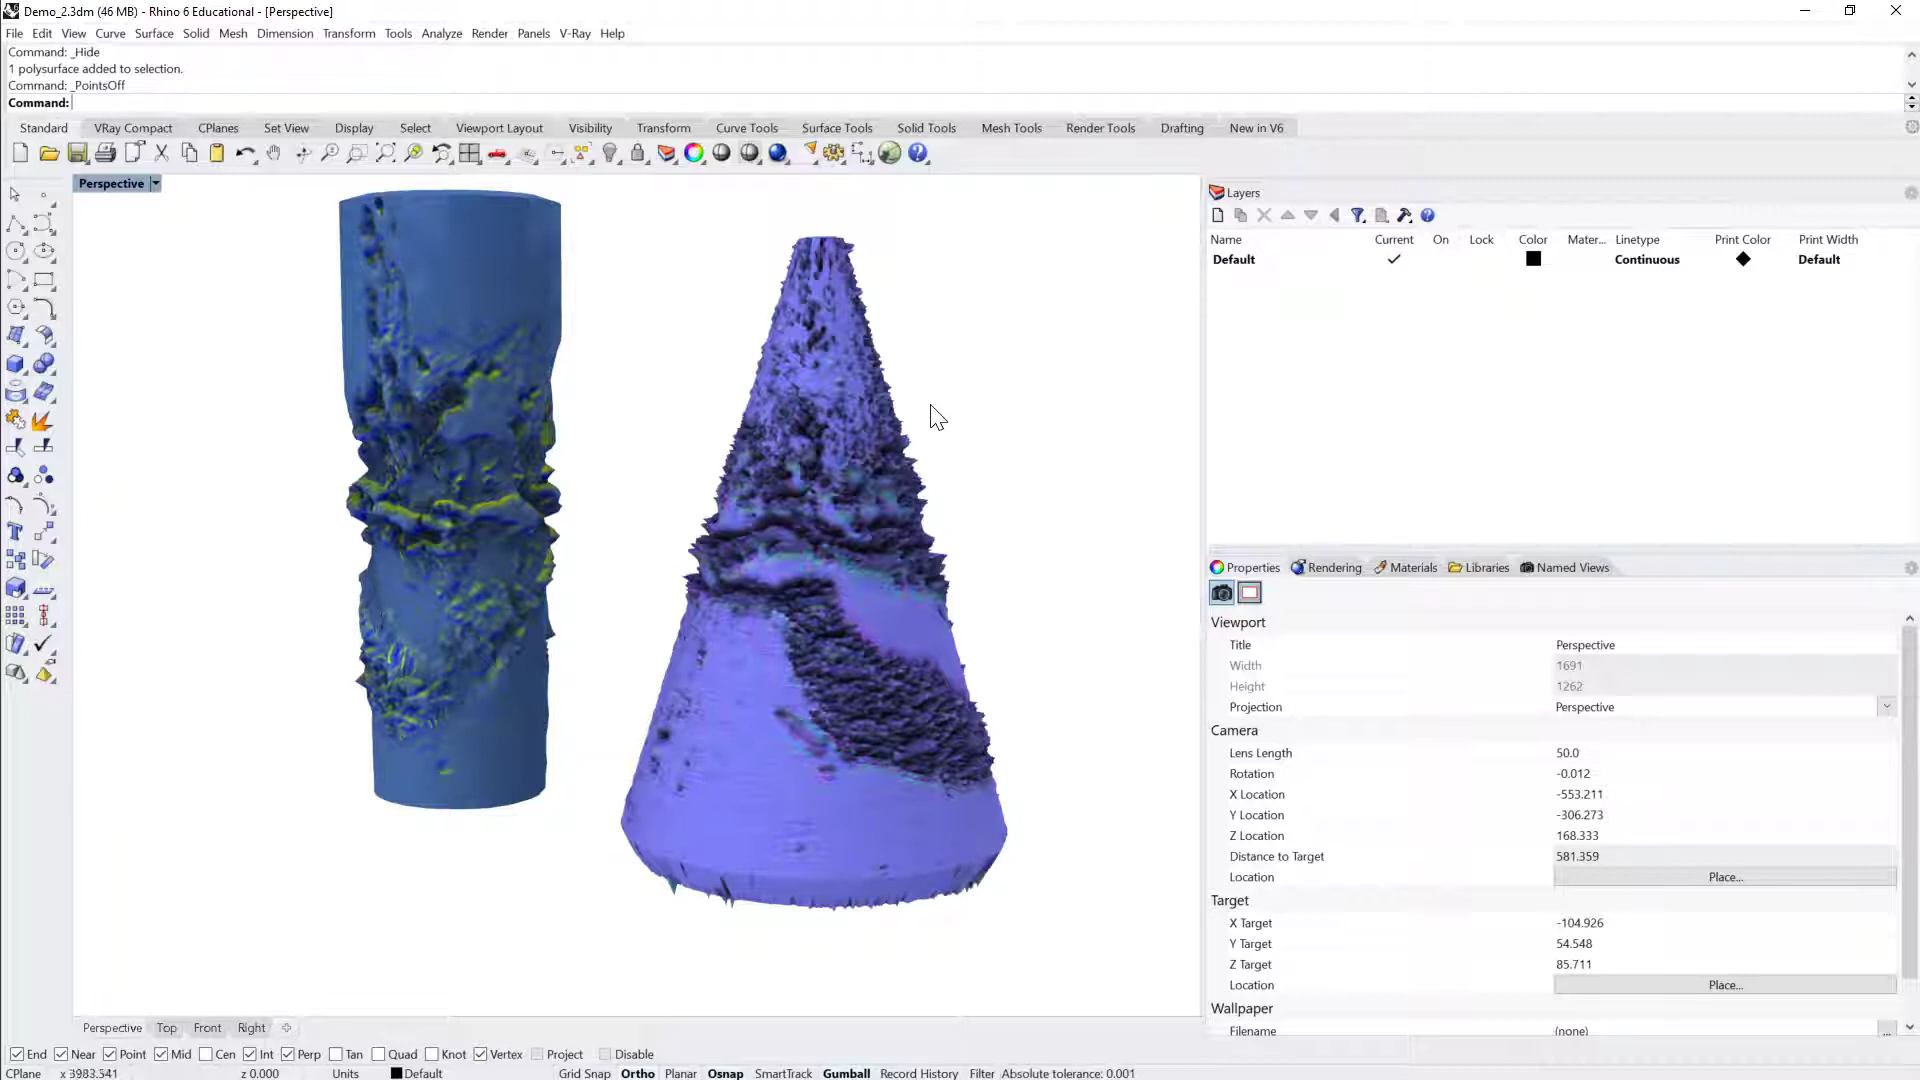 Demo_2.3dm (46 MB) - Rhino 6 Educational - [Perspective]
File Edit View Curve Surface Solid Mesh Dimension Transform Tools Analyze Render Panels V-Ray Help
Command: _Hide
1 polysurface added to selection.
Command: _PointsOff
Command:
Standard VRay Compact CPlanes Set View Display Select Viewport Layout Visibility Transform Curve Tools Surface Tools Solid Tools Mesh Tools Render Tools Drafting New in V6
Perspective
Layers
Name Current On Lock Color Mater... Linetype Print Color Print Width
Default Continuous Default
Properties Rendering Materials Libraries Named Views
Viewport
Title Perspective
Width 1691
Height 1262
Projection Perspective
Camera
Lens Length 50.0
Rotation -0.012
X Location -553.211
Y Location -306.273
Z Location 168.333
Distance to Target 581.359
Location Place...
Target
X Target -104.926
Y Target 54.548
Z Target 85.711
Location Place...
Wallpaper
Filename (none) ...
Perspective Top Front Right
End Near Point Mid Cen Int Perp Tan Quad Knot Vertex Project Disable
CPlane x 3983.541 z 0.000 Units Default Grid Snap Ortho Planar Osnap SmartTrack Gumball Record History Filter Absolute tolerance: 0.001